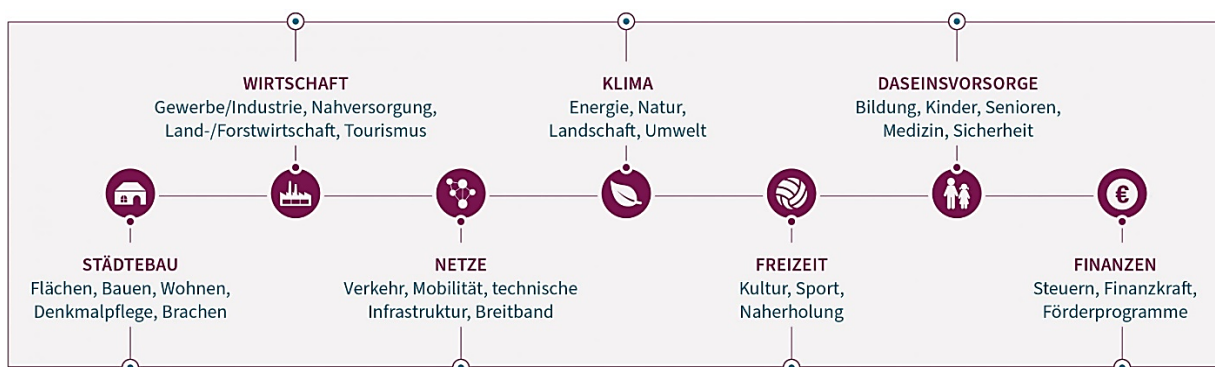 WIRTSCHAFT
Gewerbe/Industrie, Nahversorgung,
Land-/Forstwirtschaft, Tourismus
KLIMA
Energie, Natur,
Landschaft, Umwelt
DASEINSVORSORGE
Bildung, Kinder, Senioren,
Medizin, Sicherheit
€
STÄDTEBAU
Flächen, Bauen, Wohnen,
Denkmalpflege, Brachen
NETZE
Verkehr, Mobilität, technische
Infrastruktur, Breitband
FREIZEIT
Kultur, Sport,
Naherholung
FINANZEN
Steuern, Finanzkraft,
Förderprogramme